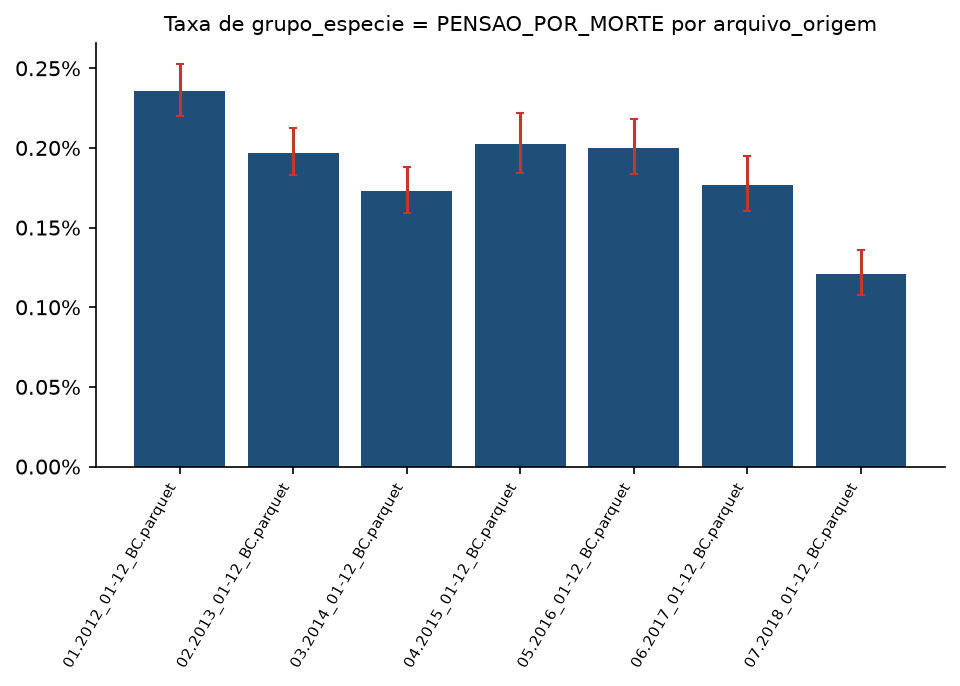 Taxa de grupo_especie = PENSAO_POR_MORTE por arquivo_origem
0.25%
0.20%
0.15%
0.10%
0.05%
0.00%
01.2012_01-12_BC.parquet
02.2013_01-12_BC.parquet
03.2014_01-12_BC.parquet
04.2015_01-12_BC.parquet
05.2016_01-12_BC.parquet
06.2017_01-12_BC.parquet
07.2018_01-12_BC.parquet